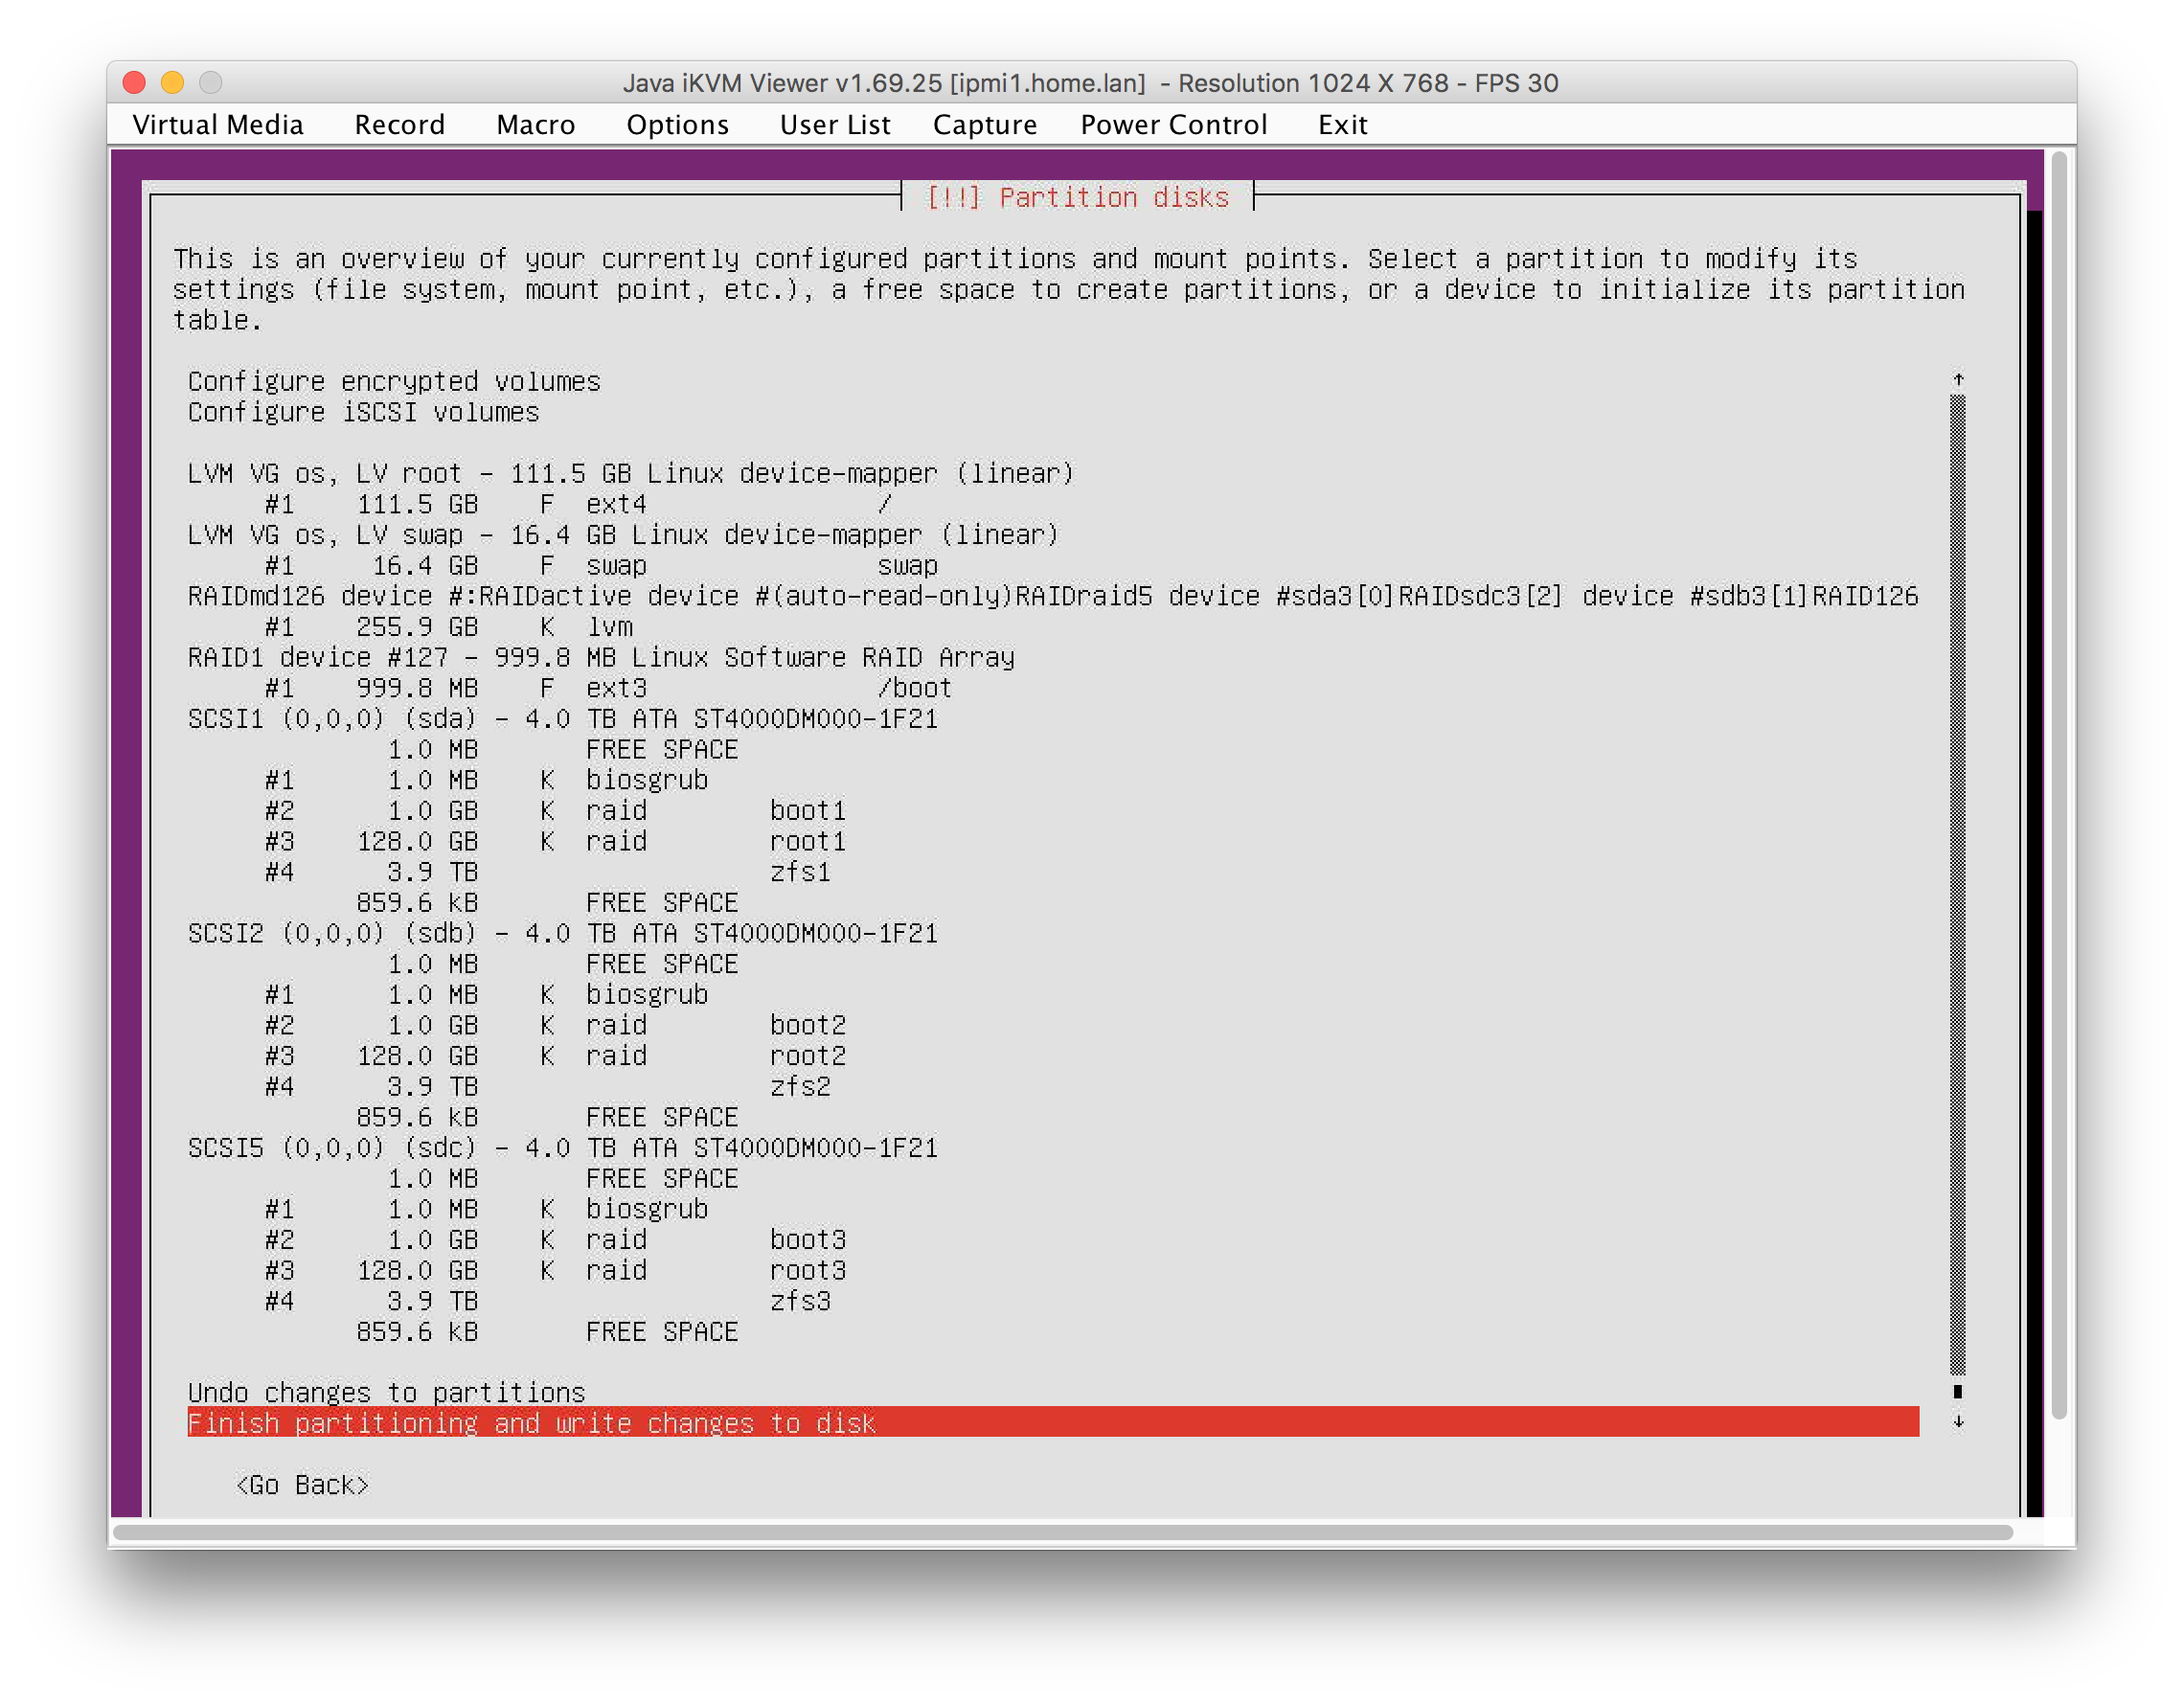 Java iKVM Viewer v1.69.25 [ipmi1.home.lan] - Resolution 1024 X 768 - FPS 30
Virtual Media Record Macro Options User List Capture Power Control Exit
[!!] Partition disks
This is an overview of your currently configured partitions and mount points. Select a partition to modify its
settings (file system, mount point, etc.), a free space to create partitions, or a device to initialize its partition
table.
Configure encrypted volumes
Configure iSCSI volumes
LVM VG os, LV root - 111.5 GB Linux device-mapper (linear)
#1 111.5 GB F ext4 /
LVM VG os, LV swap - 16.4 GB Linux device-mapper (linear)
#1 16.4 GB F swap swap
RAIDmd126 device #:RAIDactive device #(auto-read-only)RAIDraid5 device #sda3[0]RAIDsdc3[2] device #sdb3[1]RAID126
#1 255.9 GB K lvm
RAID1 device #127 - 999.8 MB Linux Software RAID Array
#1 999.8 MB F ext3 /boot
SCSI1 (0,0,0) (sda) - 4.0 TB ATA ST4000DM000-1F21
1.0 MB FREE SPACE
#1 1.0 MB K biosgrub
#2 1.0 GB K raid boot1
#3 128.0 GB K raid root1
#4 3.9 TB zfs1
859.6 kB FREE SPACE
SCSI2 (0,0,0) (sdb) - 4.0 TB ATA ST4000DM000-1F21
1.0 MB FREE SPACE
#1 1.0 MB K biosgrub
#2 1.0 GB K raid boot2
#3 128.0 GB K raid root2
#4 3.9 TB zfs2
859.6 kB FREE SPACE
SCSI5 (0,0,0) (sdc) - 4.0 TB ATA ST4000DM000-1F21
1.0 MB FREE SPACE
#1 1.0 MB K biosgrub
#2 1.0 GB K raid boot3
#3 128.0 GB K raid root3
#4 3.9 TB zfs3
859.6 kB FREE SPACE
Undo changes to partitions
Finish partitioning and write changes to disk
<Go Back>